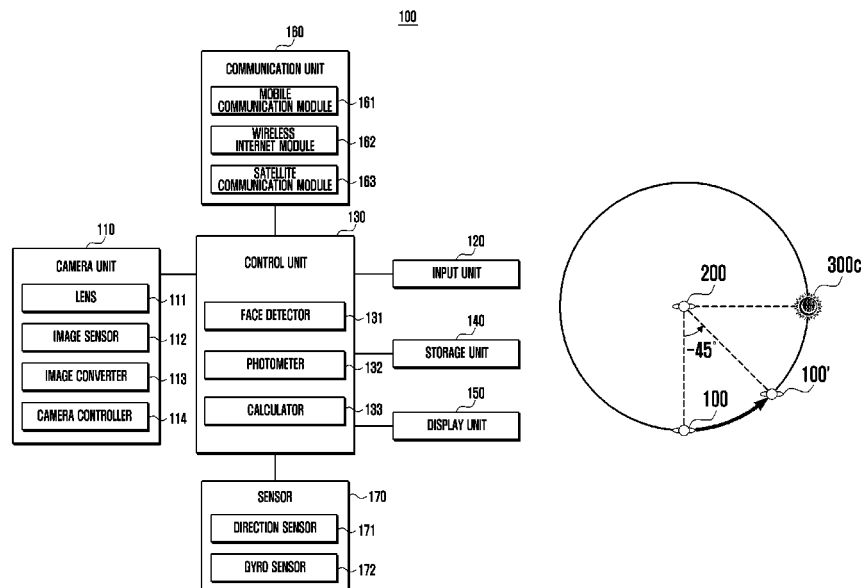 100
160
COMMUNICATION UNIT
MOBILE
COMMUNICATION MODULE
161
WIRELESS
INTERNET MODULE
162
SATELLITE
COMMUNICATION MODULE
163
110
CAMERA UNIT
LENS
111
IMAGE SENSOR
112
IMAGE CONVERTER
113
CAMERA CONTROLLER
114
130
CONTROL UNIT
FACE DETECTOR
131
PHOTOMETER
132
CALCULATOR
133
120
INPUT UNIT
140
STORAGE UNIT
150
DISPLAY UNIT
SENSOR
170
DIRECTION SENSOR
171
GYRO SENSOR
172
200
300c
-45°
100'
100